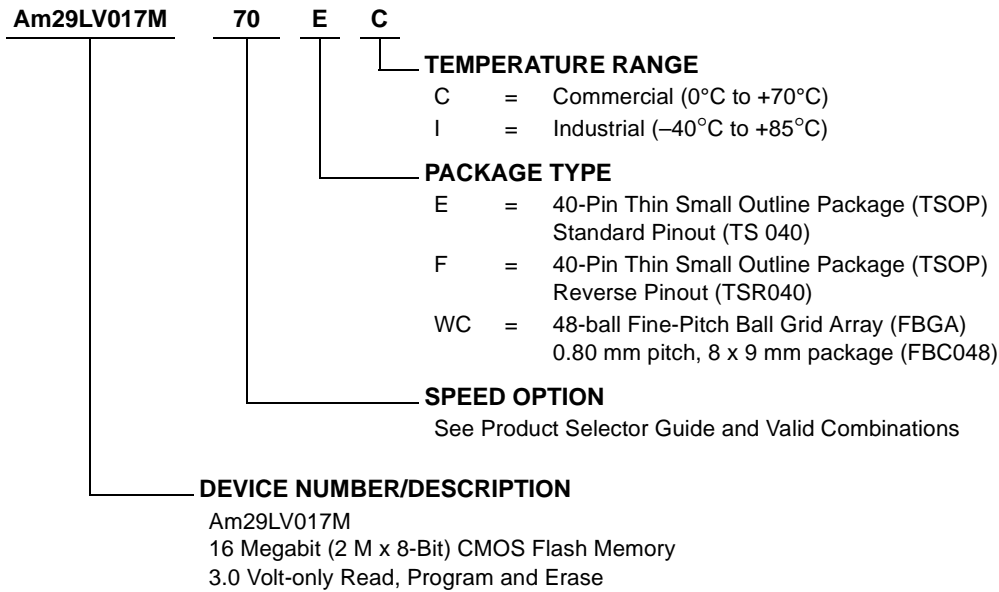 Am29LV017M 70 E C
TEMPERATURE RANGE
C = Commercial (0°C to +70°C)
I = Industrial (–40°C to +85°C)
PACKAGE TYPE
E = 40-Pin Thin Small Outline Package (TSOP)
Standard Pinout (TS 040)
F = 40-Pin Thin Small Outline Package (TSOP)
Reverse Pinout (TSR040)
WC = 48-ball Fine-Pitch Ball Grid Array (FBGA)
0.80 mm pitch, 8 x 9 mm package (FBC048)
SPEED OPTION
See Product Selector Guide and Valid Combinations
DEVICE NUMBER/DESCRIPTION
Am29LV017M
16 Megabit (2 M x 8-Bit) CMOS Flash Memory
3.0 Volt-only Read, Program and Erase